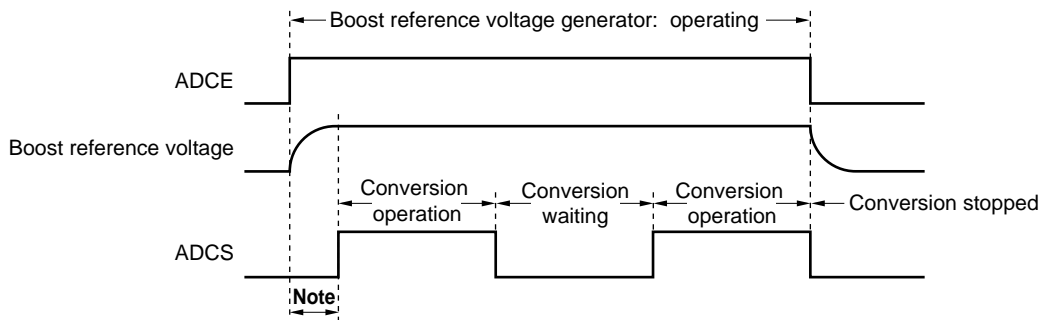 Boost reference voltage generator: operating
ADCE
Boost reference voltage
Conversion
operation
Conversion
waiting
Conversion
operation
Conversion stopped
ADCS
Note